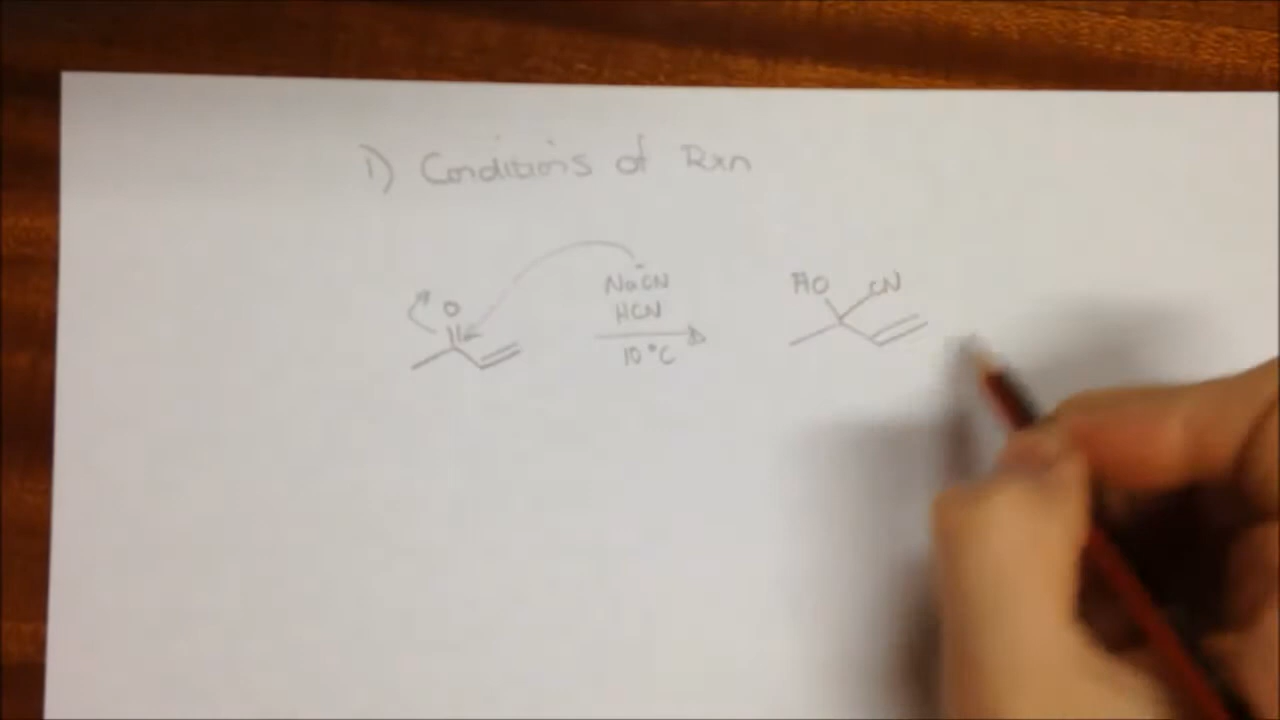 1) Conditions of Rxn
NaCN
HCN
10°C
O
HO CN